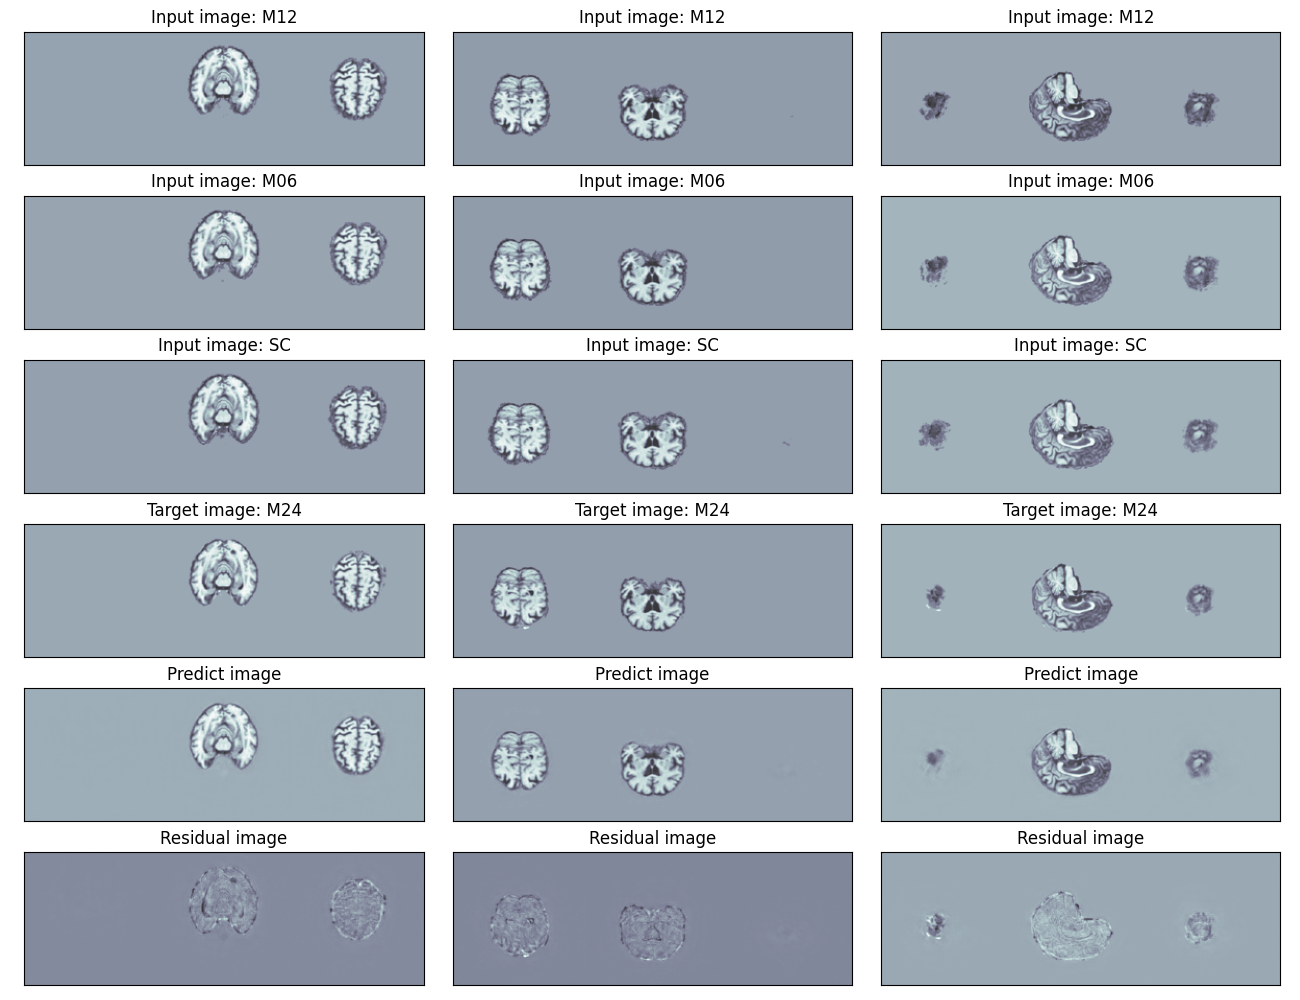 Input image: M12 Input image: M12 Input image: M12
Input image: M06 Input image: M06 Input image: M06
Input image: SC Input image: SC Input image: SC
Target image: M24 Target image: M24 Target image: M24
Predict image Predict image Predict image
Residual image Residual image Residual image